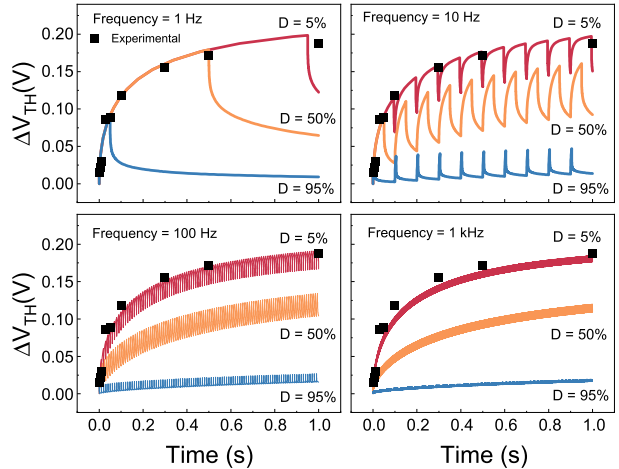 Frequency = 1 Hz
D = 5%
Experimental
D = 50%
D = 95%
Frequency = 10 Hz
D = 5%
D = 50%
D = 95%
0.20
0.15
0.10
0.05
0.00
ΔV_TH(V)
Frequency = 100 Hz
D = 5%
D = 50%
D = 95%
Frequency = 1 kHz
D = 5%
D = 50%
D = 95%
0.20
0.15
0.10
0.05
0.00
ΔV_TH(V)
0.0 0.2 0.4 0.6 0.8 1.0
0.0 0.2 0.4 0.6 0.8 1.0
Time (s)
Time (s)